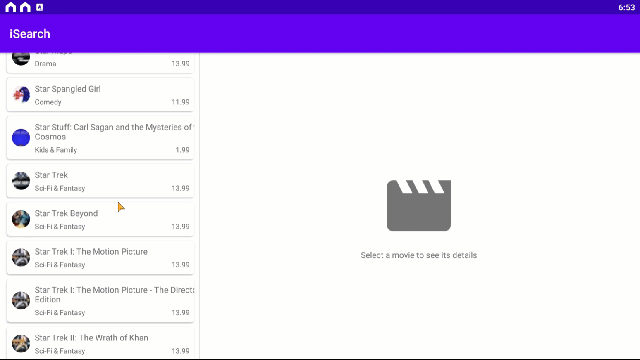 6:53
iSearch
Drama 13.99
Star Spangled Girl
Comedy 11.99
Star Stuff: Carl Sagan and the Mysteries of
Cosmos
Kids & Family 1.99
Star Trek
Sci-Fi & Fantasy 13.99
Star Trek Beyond
Sci-Fi & Fantasy 13.99
Star Trek I: The Motion Picture
Sci-Fi & Fantasy 13.99
Star Trek I: The Motion Picture - The Directo
Edition
Sci-Fi & Fantasy 13.99
Star Trek II: The Wrath of Khan
Sci-Fi & Fantasy 13.99
Select a movie to see its details